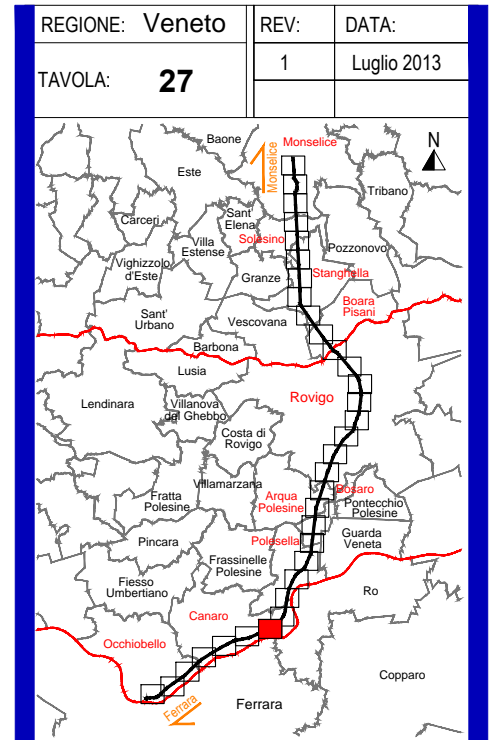 REGIONE: Veneto
REV:
DATA:
TAVOLA: 27
1
Luglio 2013
Baone
Monselice
N
Monselice
Este
Tribano
Carceri
Sant'
Elena
Solesino
Villa
Estense
Pozzonovo
Vighizzolo
d'Este
Granze
Stanghella
Boara
Pisani
Sant'
Urbano
Vescovana
Barbona
Lusia
Lendinara
Villanova
del Ghebbo
Rovigo
Costa di
Rovigo
Villamarzana
Fratta
Polesine
Arqua
Polesine
Bosaro
Pontecchio
Polesine
Pincara
Polesella
Guarda
Veneta
Frassinelle
Polesine
Fiesso
Umbertiano
Ro
Canaro
Occhiobello
Copparo
Ferrara
Ferrara